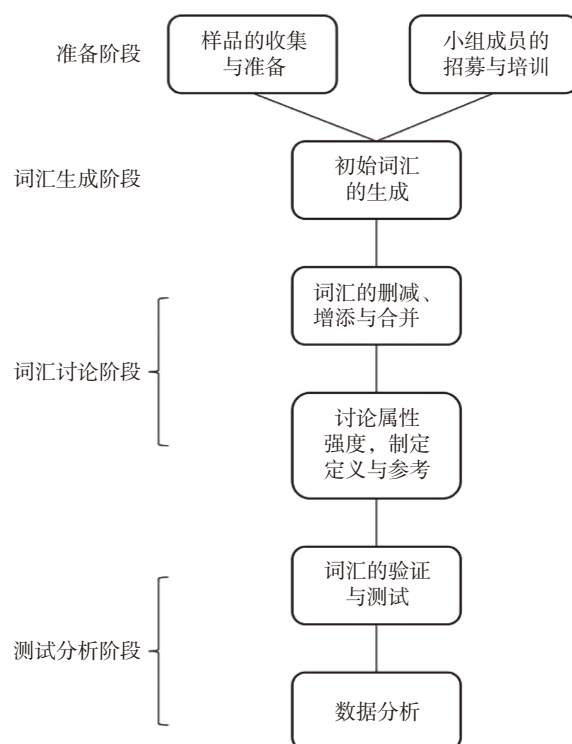 准备阶段
样品的收集
与准备
小组成员的
招募与培训
词汇生成阶段
初始词汇
的生成
词汇的删减、
增添与合并
词汇讨论阶段
讨论属性
强度，制定
定义与参考
词汇的验证
与测试
测试分析阶段
数据分析